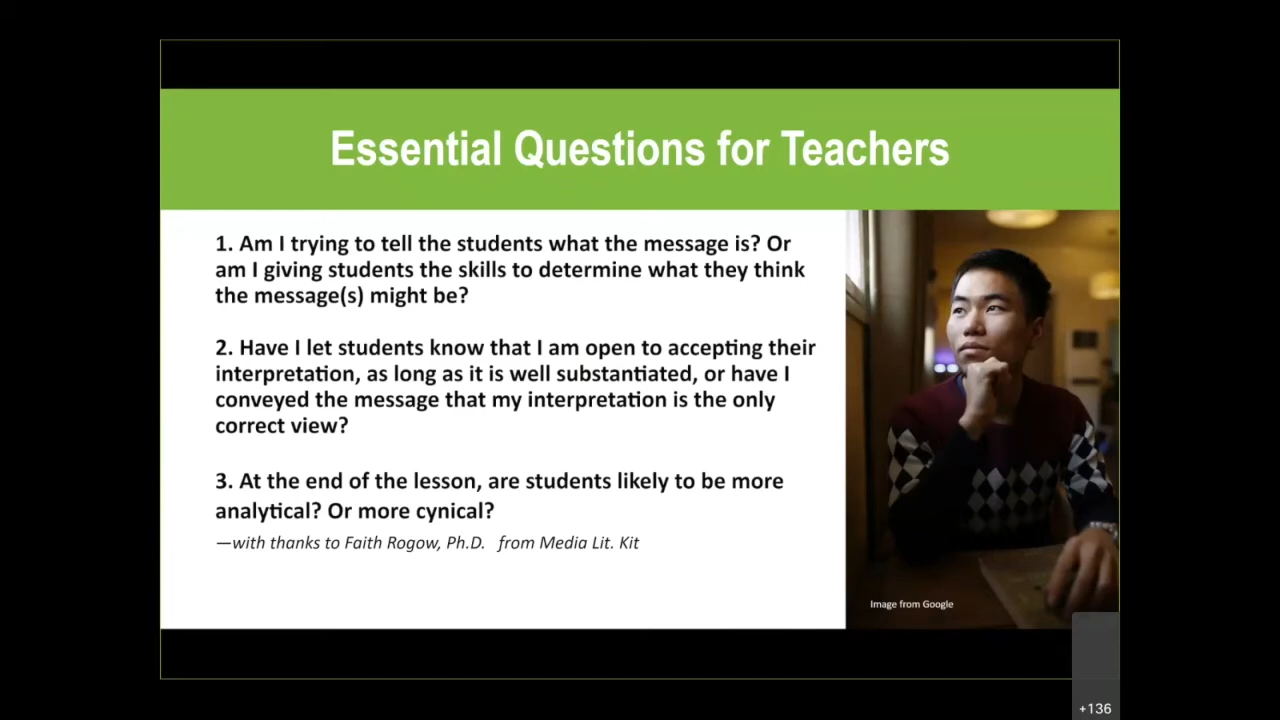 Essential Questions for Teachers
1. Am I trying to tell the students what the message is? Or
am I giving students the skills to determine what they think
the message(s) might be?
2. Have I let students know that I am open to accepting their
interpretation, as long as it is well substantiated, or have I
conveyed the message that my interpretation is the only
correct view?
3. At the end of the lesson, are students likely to be more
analytical? Or more cynical?
—with thanks to Faith Rogow, Ph.D. from Media Lit. Kit
Image from Google
+136